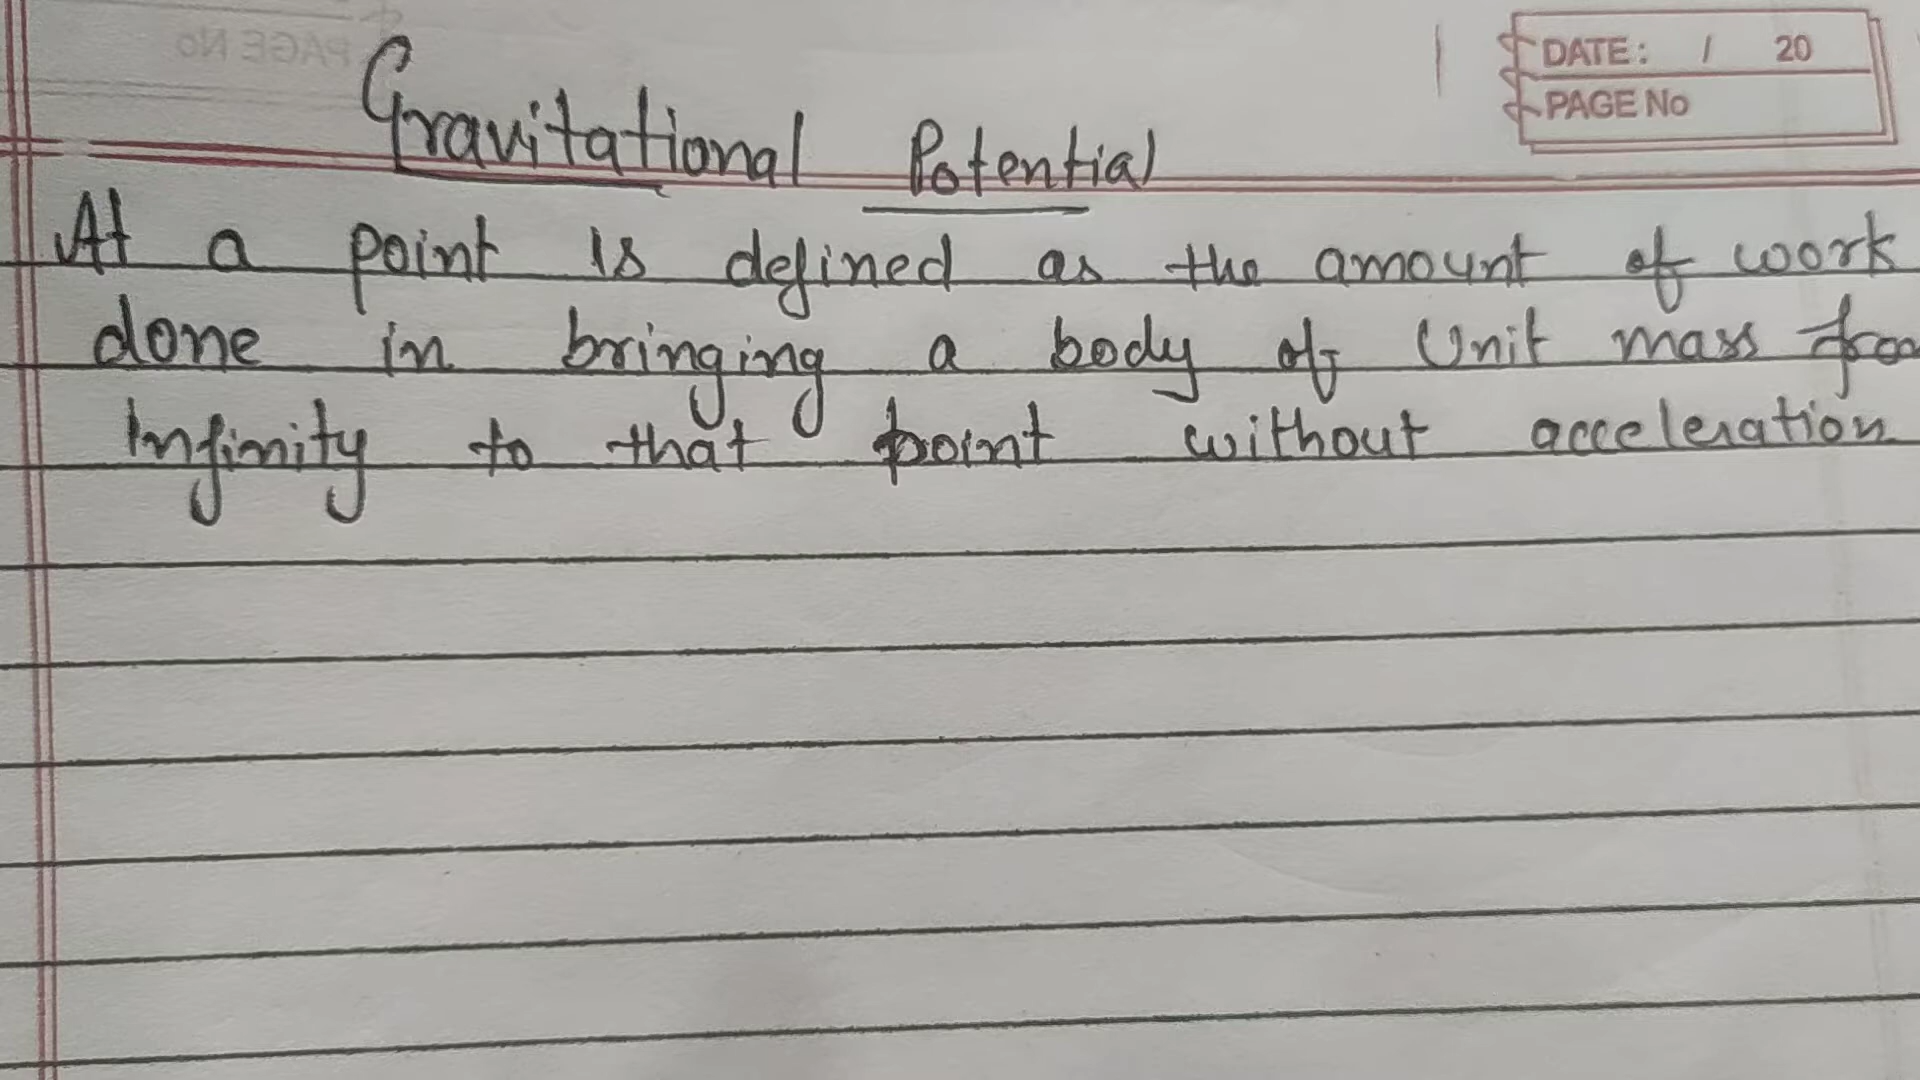 DATE: / 20
PAGE No
Gravitational Potential
At a point is defined as the amount of work
done in bringing a body of Unit mass from
Infinity to that point without acceleration